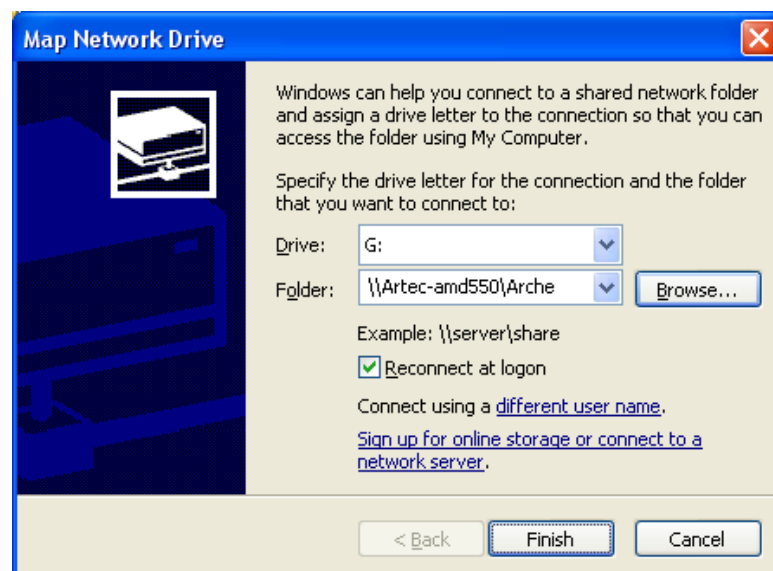 Map Network Drive
Windows can help you connect to a shared network folder
and assign a drive letter to the connection so that you can
access the folder using My Computer.
Specify the drive letter for the connection and the folder
that you want to connect to:
Drive: G:
Folder: \\Artec-amd550\Arche Browse...
Example: \\server\share
Reconnect at logon
Connect using a different user name.
Sign up for online storage or connect to a
network server.
< Back Finish Cancel